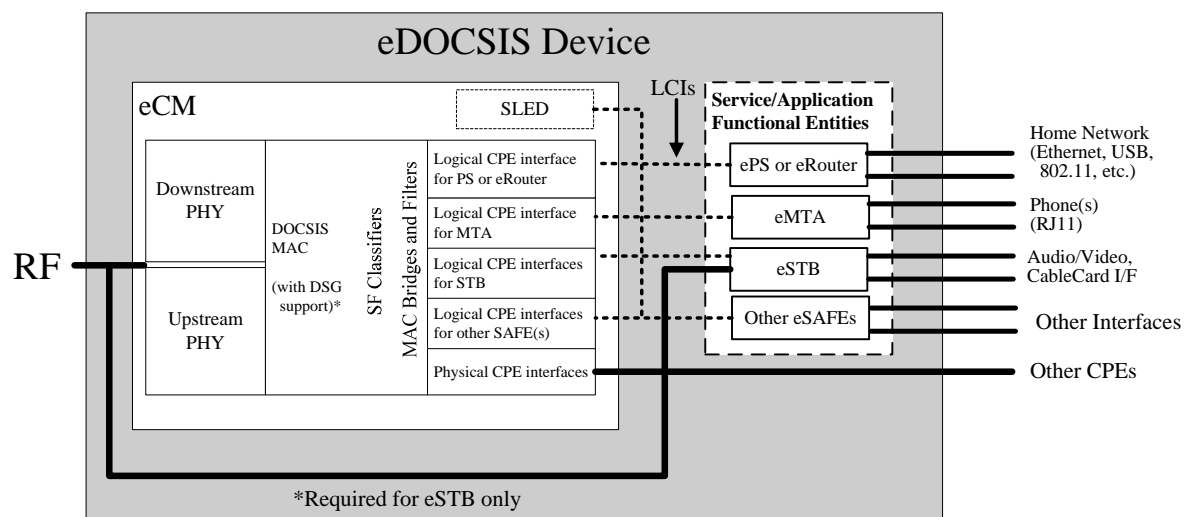 eDOCSIS Device
eCM
SLED
LCIs
Service/Application
Functional Entities
Downstream
PHY
Upstream
PHY
DOCSIS
MAC
(with DSG
support)*
SF Classifiers
MAC Bridges and Filters
Logical CPE interface
for PS or eRouter
Logical CPE interface
for MTA
Logical CPE interfaces
for STB
Logical CPE interfaces
for other SAFE(s)
Physical CPE interfaces
ePS or eRouter
eMTA
eSTB
Other eSAFEs
Home Network
(Ethernet, USB,
802.11, etc.)
Phone(s)
(RJ11)
Audio/Video,
CableCard I/F
Other Interfaces
Other CPEs
RF
*Required for eSTB only